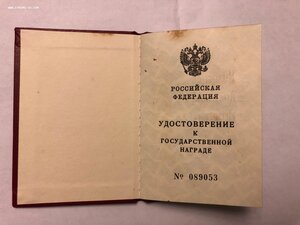 РОССИЙСКАЯ
ФЕДЕРАЦИЯ
УДОСТОВЕРЕНИЕ
К
ГОСУДАРСТВЕННОЙ
НАГРАДЕ
№ 089053